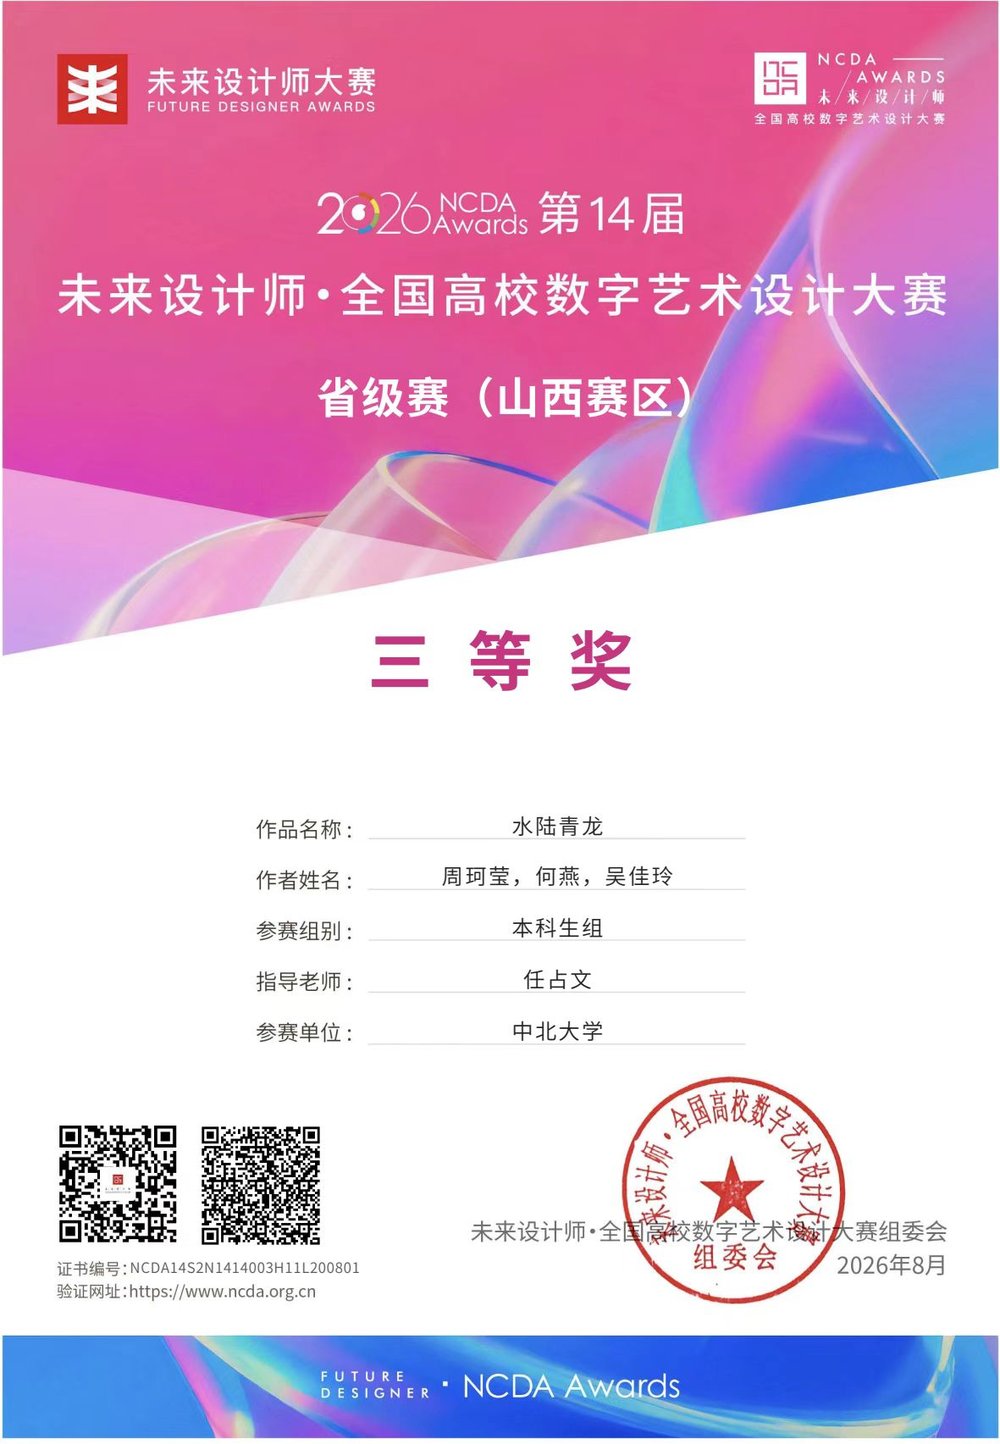 未来设计师大赛
FUTURE DESIGNER AWARDS
NCDA
AWARDS
未/来/设/计/师
全国高校数字艺术设计大赛
2026 NCDA Awards 第14届
未来设计师·全国高校数字艺术设计大赛
省级赛（山西赛区）
三等奖
作品名称： 水陆青龙
作者姓名： 周珂莹，何燕，吴佳玲
参赛组别： 本科生组
指导老师： 任占文
参赛单位： 中北大学
未来设计师·全国高校数字艺术设计大赛
组委会
未来设计师·全国高校数字艺术设计大赛组委会
2026年8月
证书编号：NCDA14S2N1414003H11L200801
验证网址：https://www.ncda.org.cn
FUTURE
DESIGNER · NCDA Awards